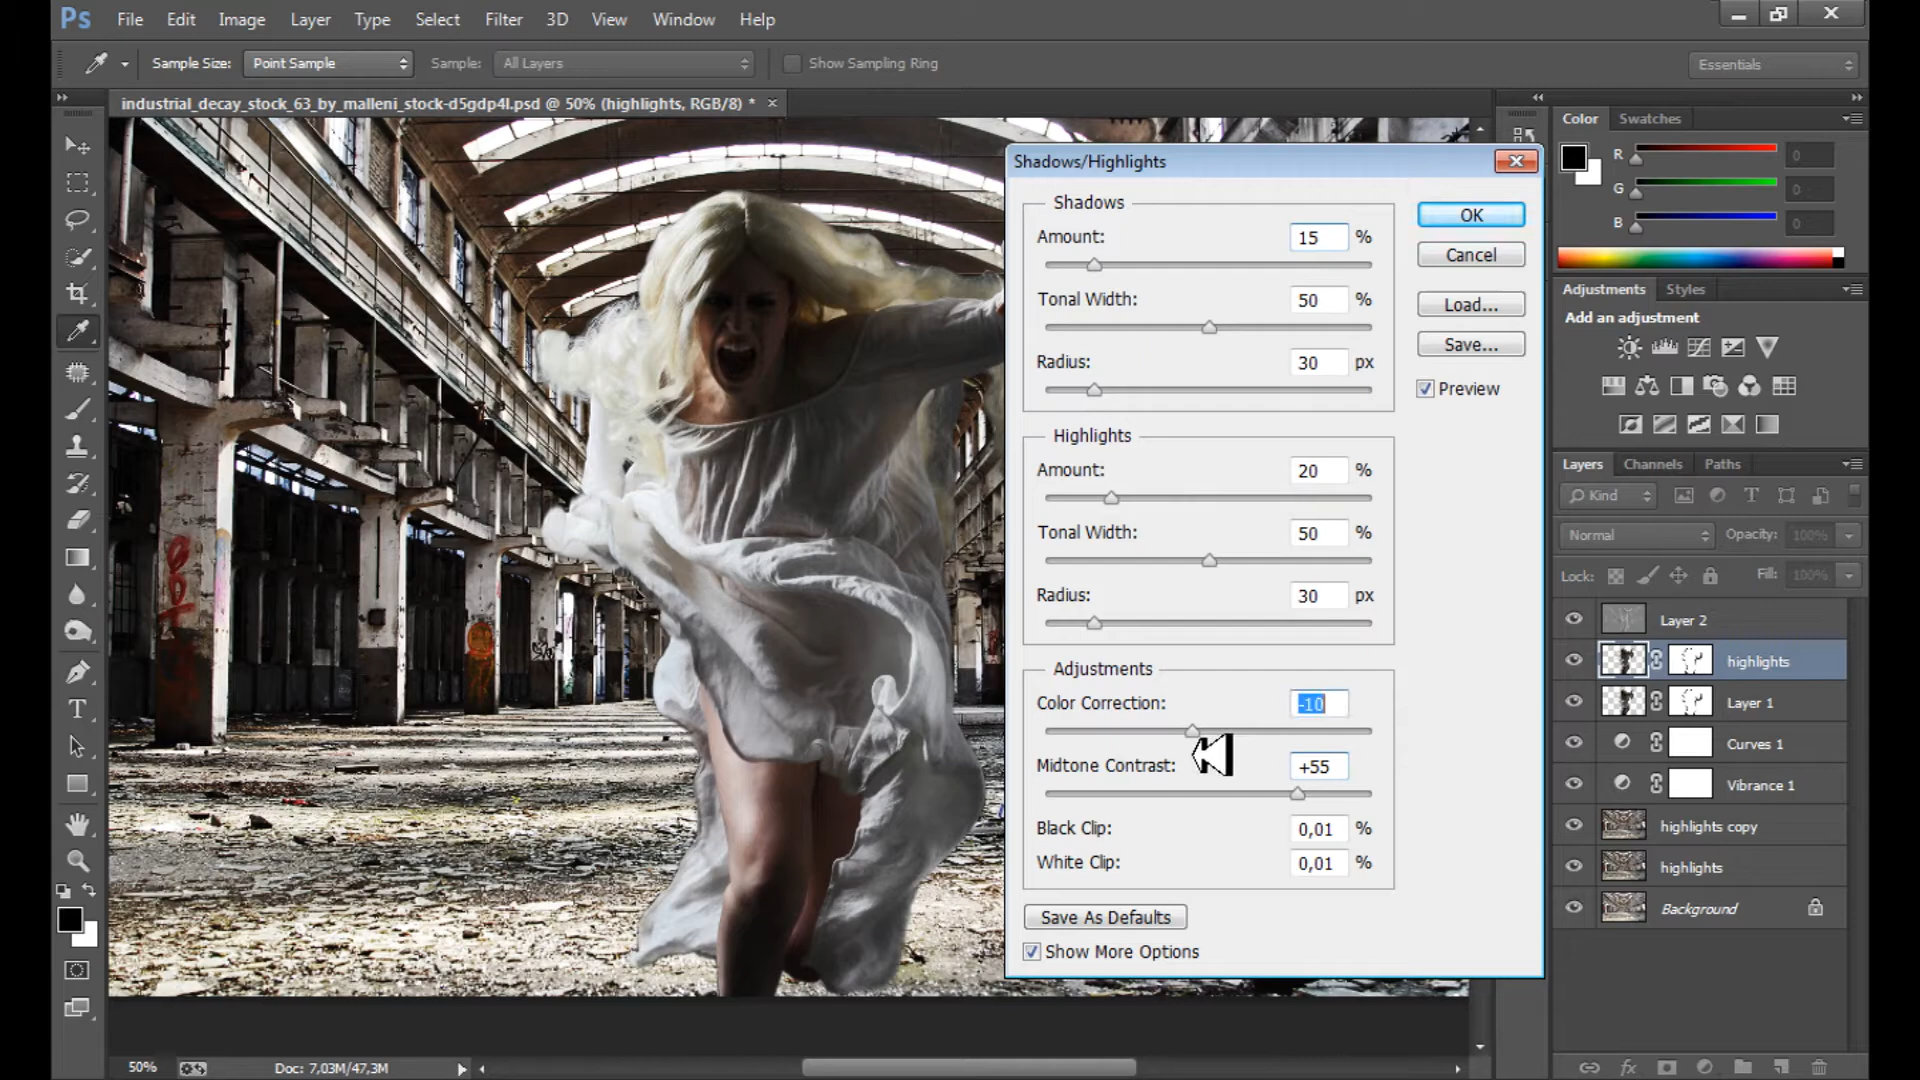 Ps File Edit Image Layer Type Select Filter 3D View Window Help
Sample Size: Point Sample Sample: All Layers Show Sampling Ring Essentials
industrial_decay_stock_63_by_malleni_stock-d5gdp4l.psd @ 50% (highlights, RGB/8) *
Shadows/Highlights
Shadows
Amount: 15 %
Tonal Width: 50 %
Radius: 30 px
Highlights
Amount: 20 %
Tonal Width: 50 %
Radius: 30 px
Adjustments
Color Correction: -10
Midtone Contrast: +55
Black Clip: 0,01 %
White Clip: 0,01 %
Save As Defaults
Show More Options
OK
Cancel
Load...
Save...
Preview
Color Swatches
R 0
G 0
B 0
Adjustments Styles
Add an adjustment
Layers Channels Paths
Kind
Normal Opacity: 100%
Lock: Fill: 100%
Layer 2
highlights
Layer 1
Curves 1
Vibrance 1
highlights copy
highlights
Background
50% Doc: 7,03M/47,3M